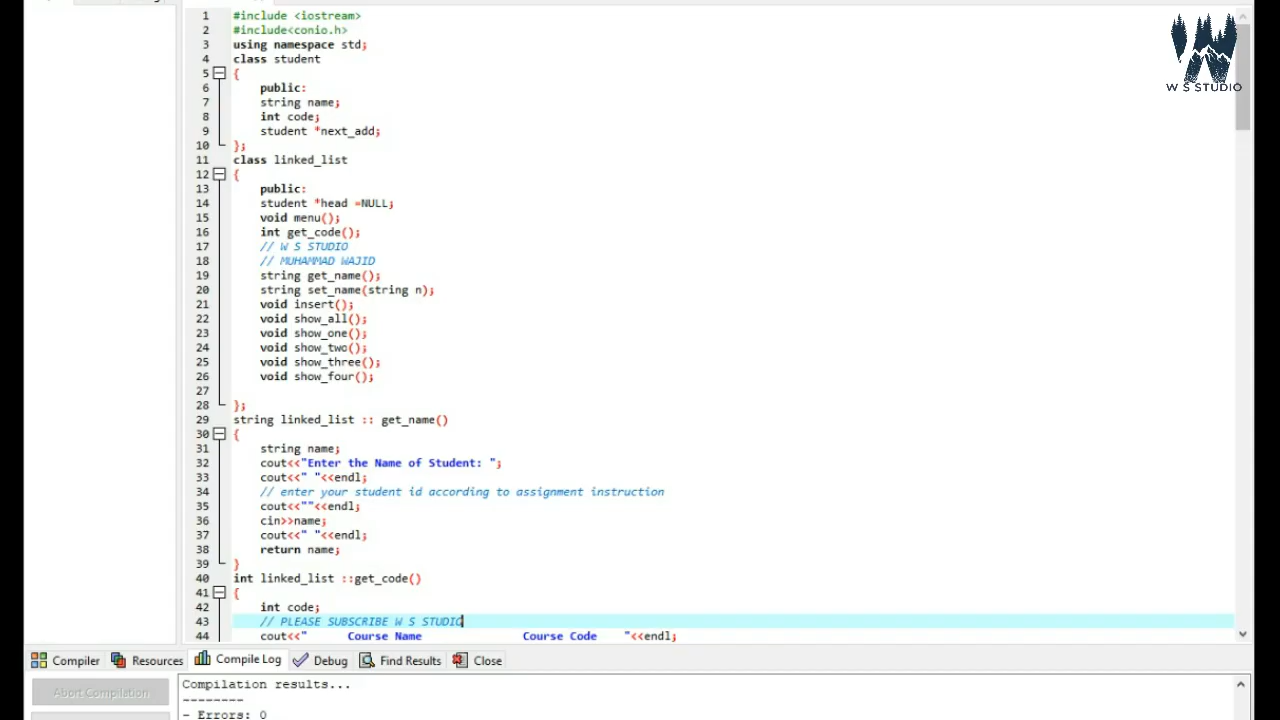 W S STUDIO
1 #include <iostream>
2 #include<conio.h>
3 using namespace std;
4 class student
5 {
6 public:
7 string name;
8 int code;
9 student *next_add;
10 };
11 class linked_list
12 {
13 public:
14 student *head =NULL;
15 void menu();
16 int get_code();
17 // W S STUDIO
18 // MUHAMMAD WAJID
19 string get_name();
20 string set_name(string n);
21 void insert();
22 void show_all();
23 void show_one();
24 void show_two();
25 void show_three();
26 void show_four();
27
28 };
29 string linked_list :: get_name()
30 {
31 string name;
32 cout<<"Enter the Name of Student: ";
33 cout<<" "<<endl;
34 // enter your student id according to assignment instruction
35 cout<<""<<endl;
36 cin>>name;
37 cout<<" "<<endl;
38 return name;
39 }
40 int linked_list ::get_code()
41 {
42 int code;
43 // PLEASE SUBSCRIBE W S STUDIO
44 cout<<" Course Name Course Code "<<endl;
Compiler Resources Compile Log Debug Find Results Close
Abort Compilation
Compilation results...
--------
- Errors: 0